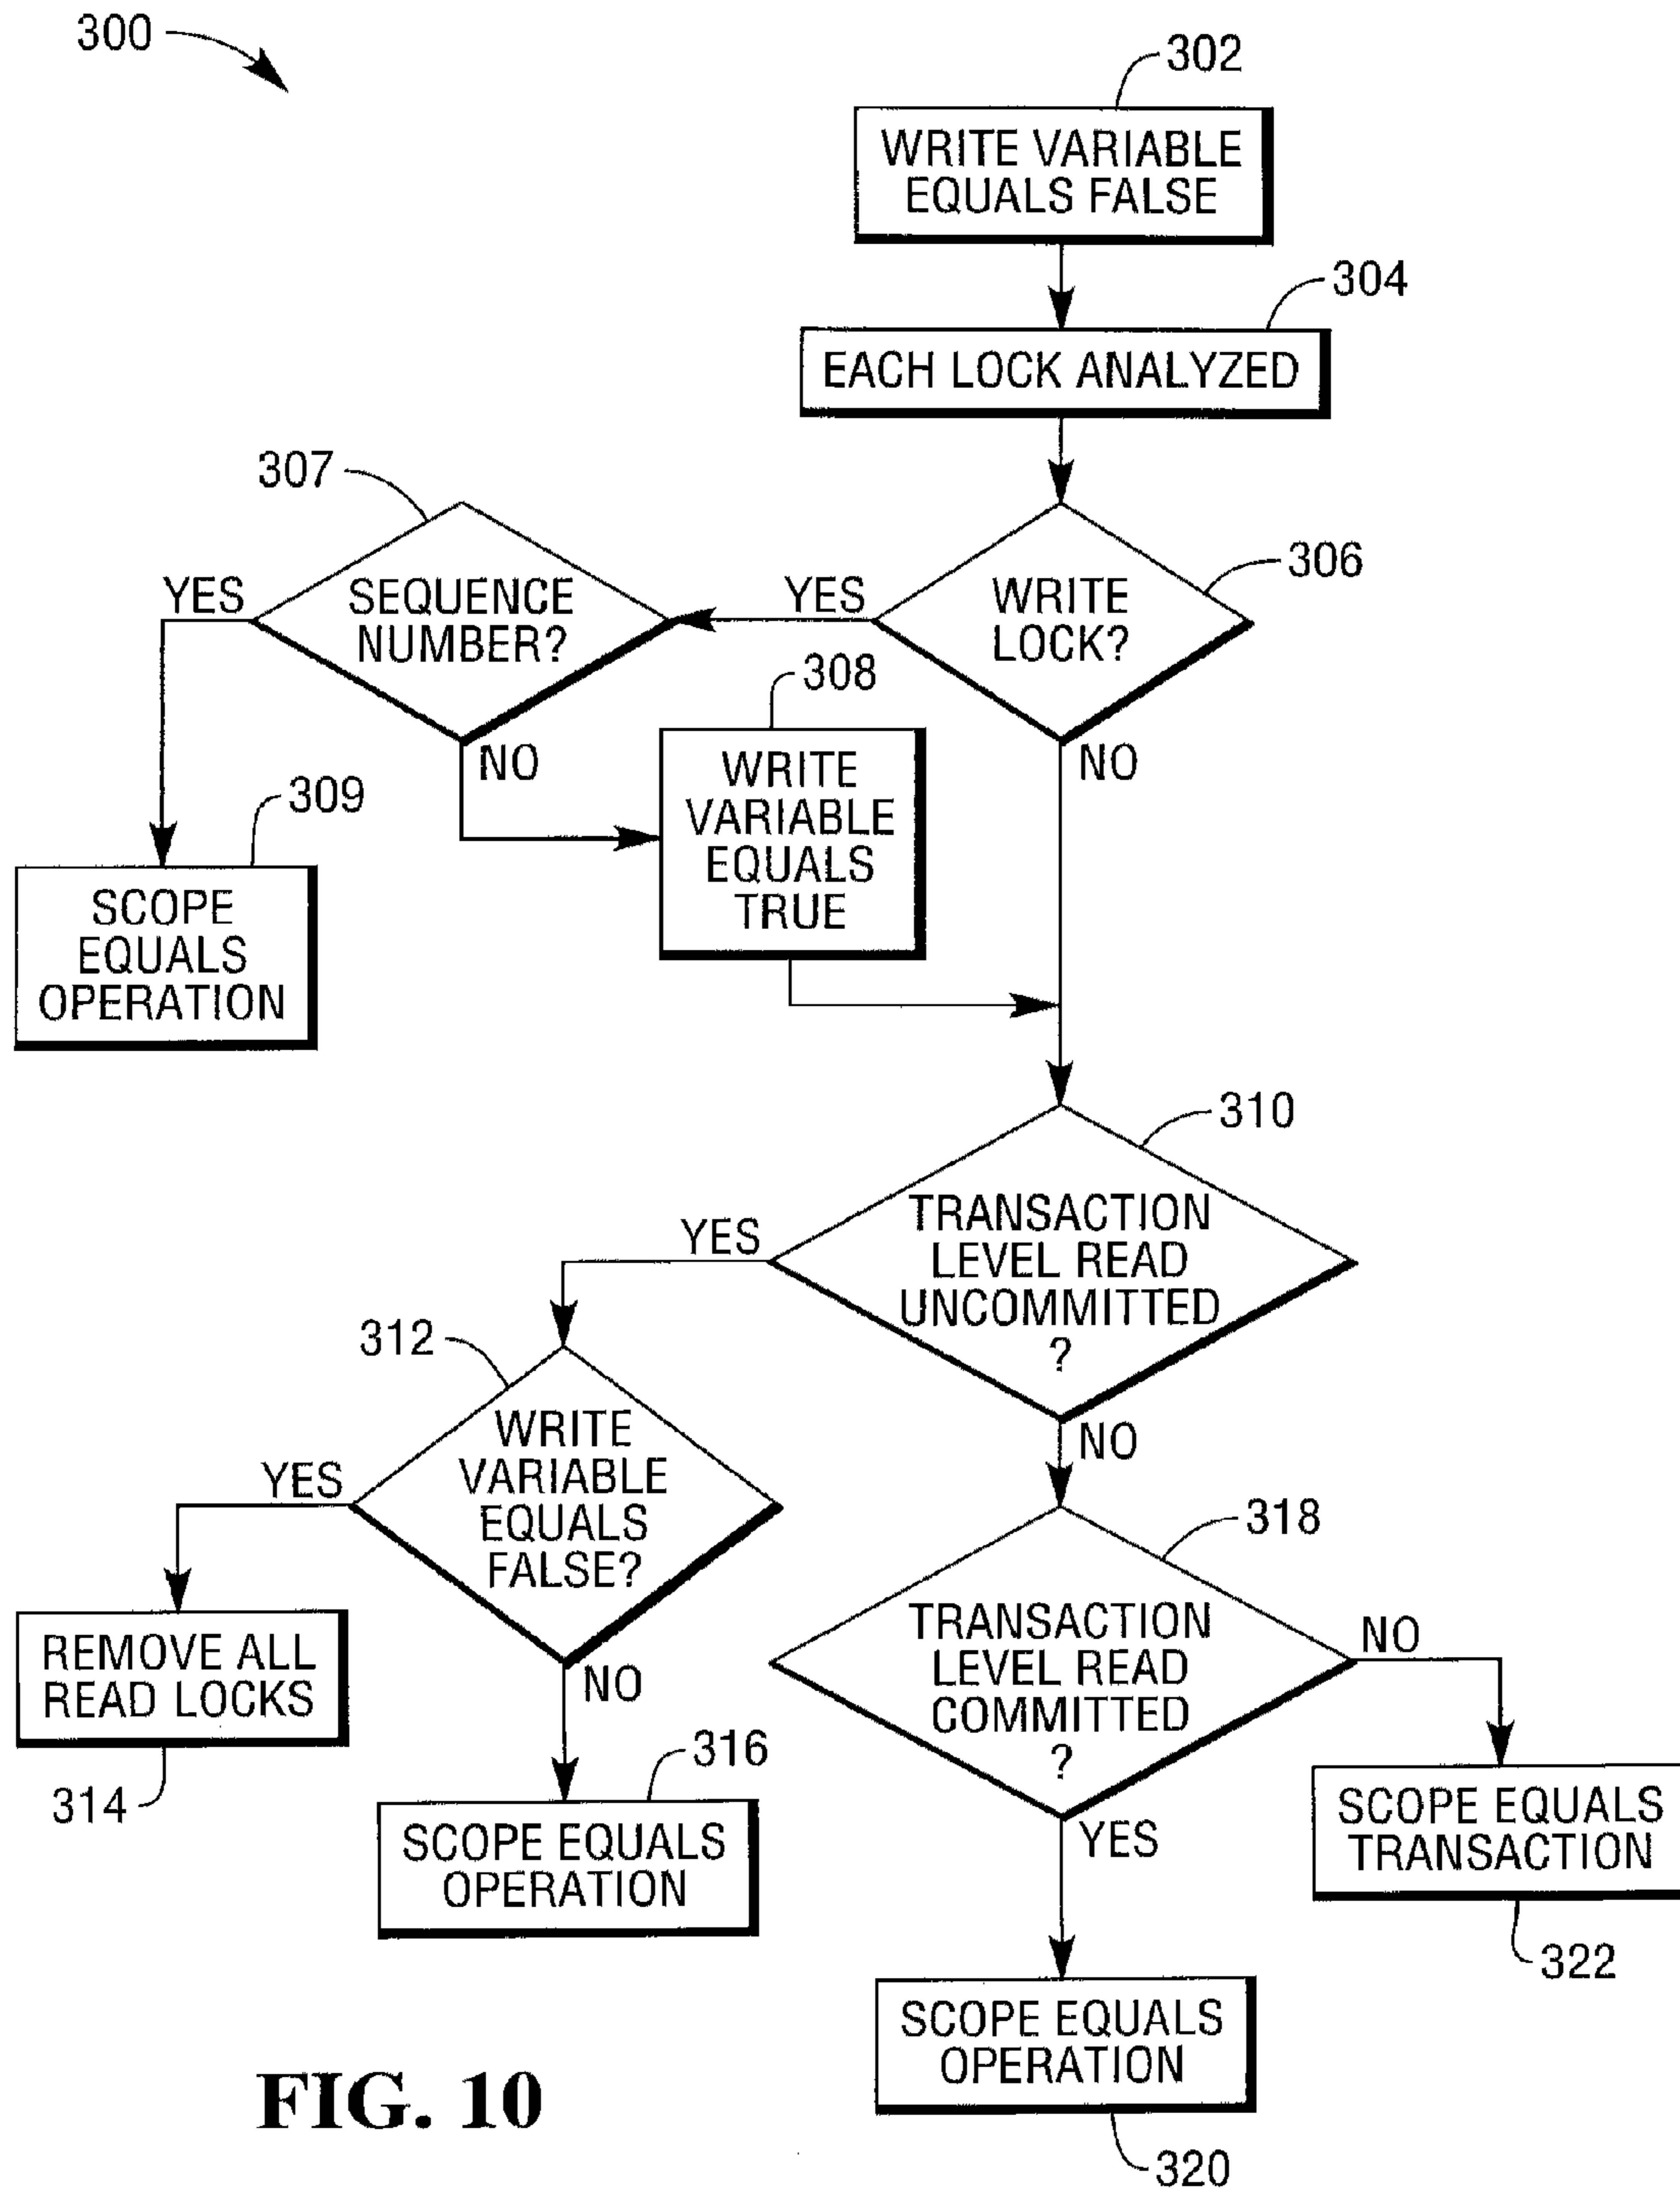 300
302
WRITE VARIABLE
EQUALS FALSE
304
EACH LOCK ANALYZED
307
306
YES
SEQUENCE
NUMBER?
YES
WRITE
LOCK?
308
NO
NO
309
WRITE
VARIABLE
EQUALS
TRUE
SCOPE
EQUALS
OPERATION
310
YES
TRANSACTION
LEVEL READ
UNCOMMITTED
?
312
NO
WRITE
VARIABLE
EQUALS
FALSE?
YES
318
TRANSACTION
LEVEL READ
COMMITTED
?
NO
REMOVE ALL
READ LOCKS
NO
314
316
SCOPE EQUALS
OPERATION
YES
SCOPE EQUALS
TRANSACTION
322
SCOPE EQUALS
OPERATION
320
FIG. 10